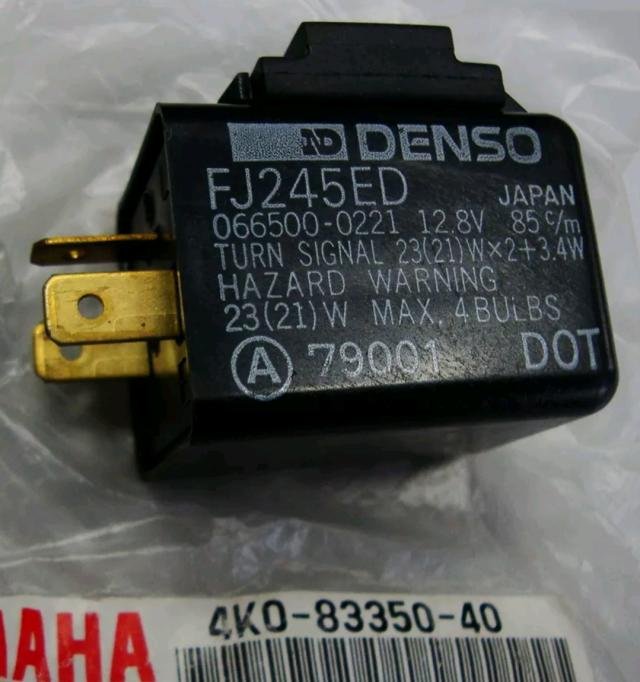 ND DENSO
FJ245ED JAPAN
066500-0221 12.8V 85 c/m
TURN SIGNAL 23(21)W×2+3.4W
HAZARD WARNING
23(21)W MAX. 4BULBS
A 79001 DOT
4K0-83350-40